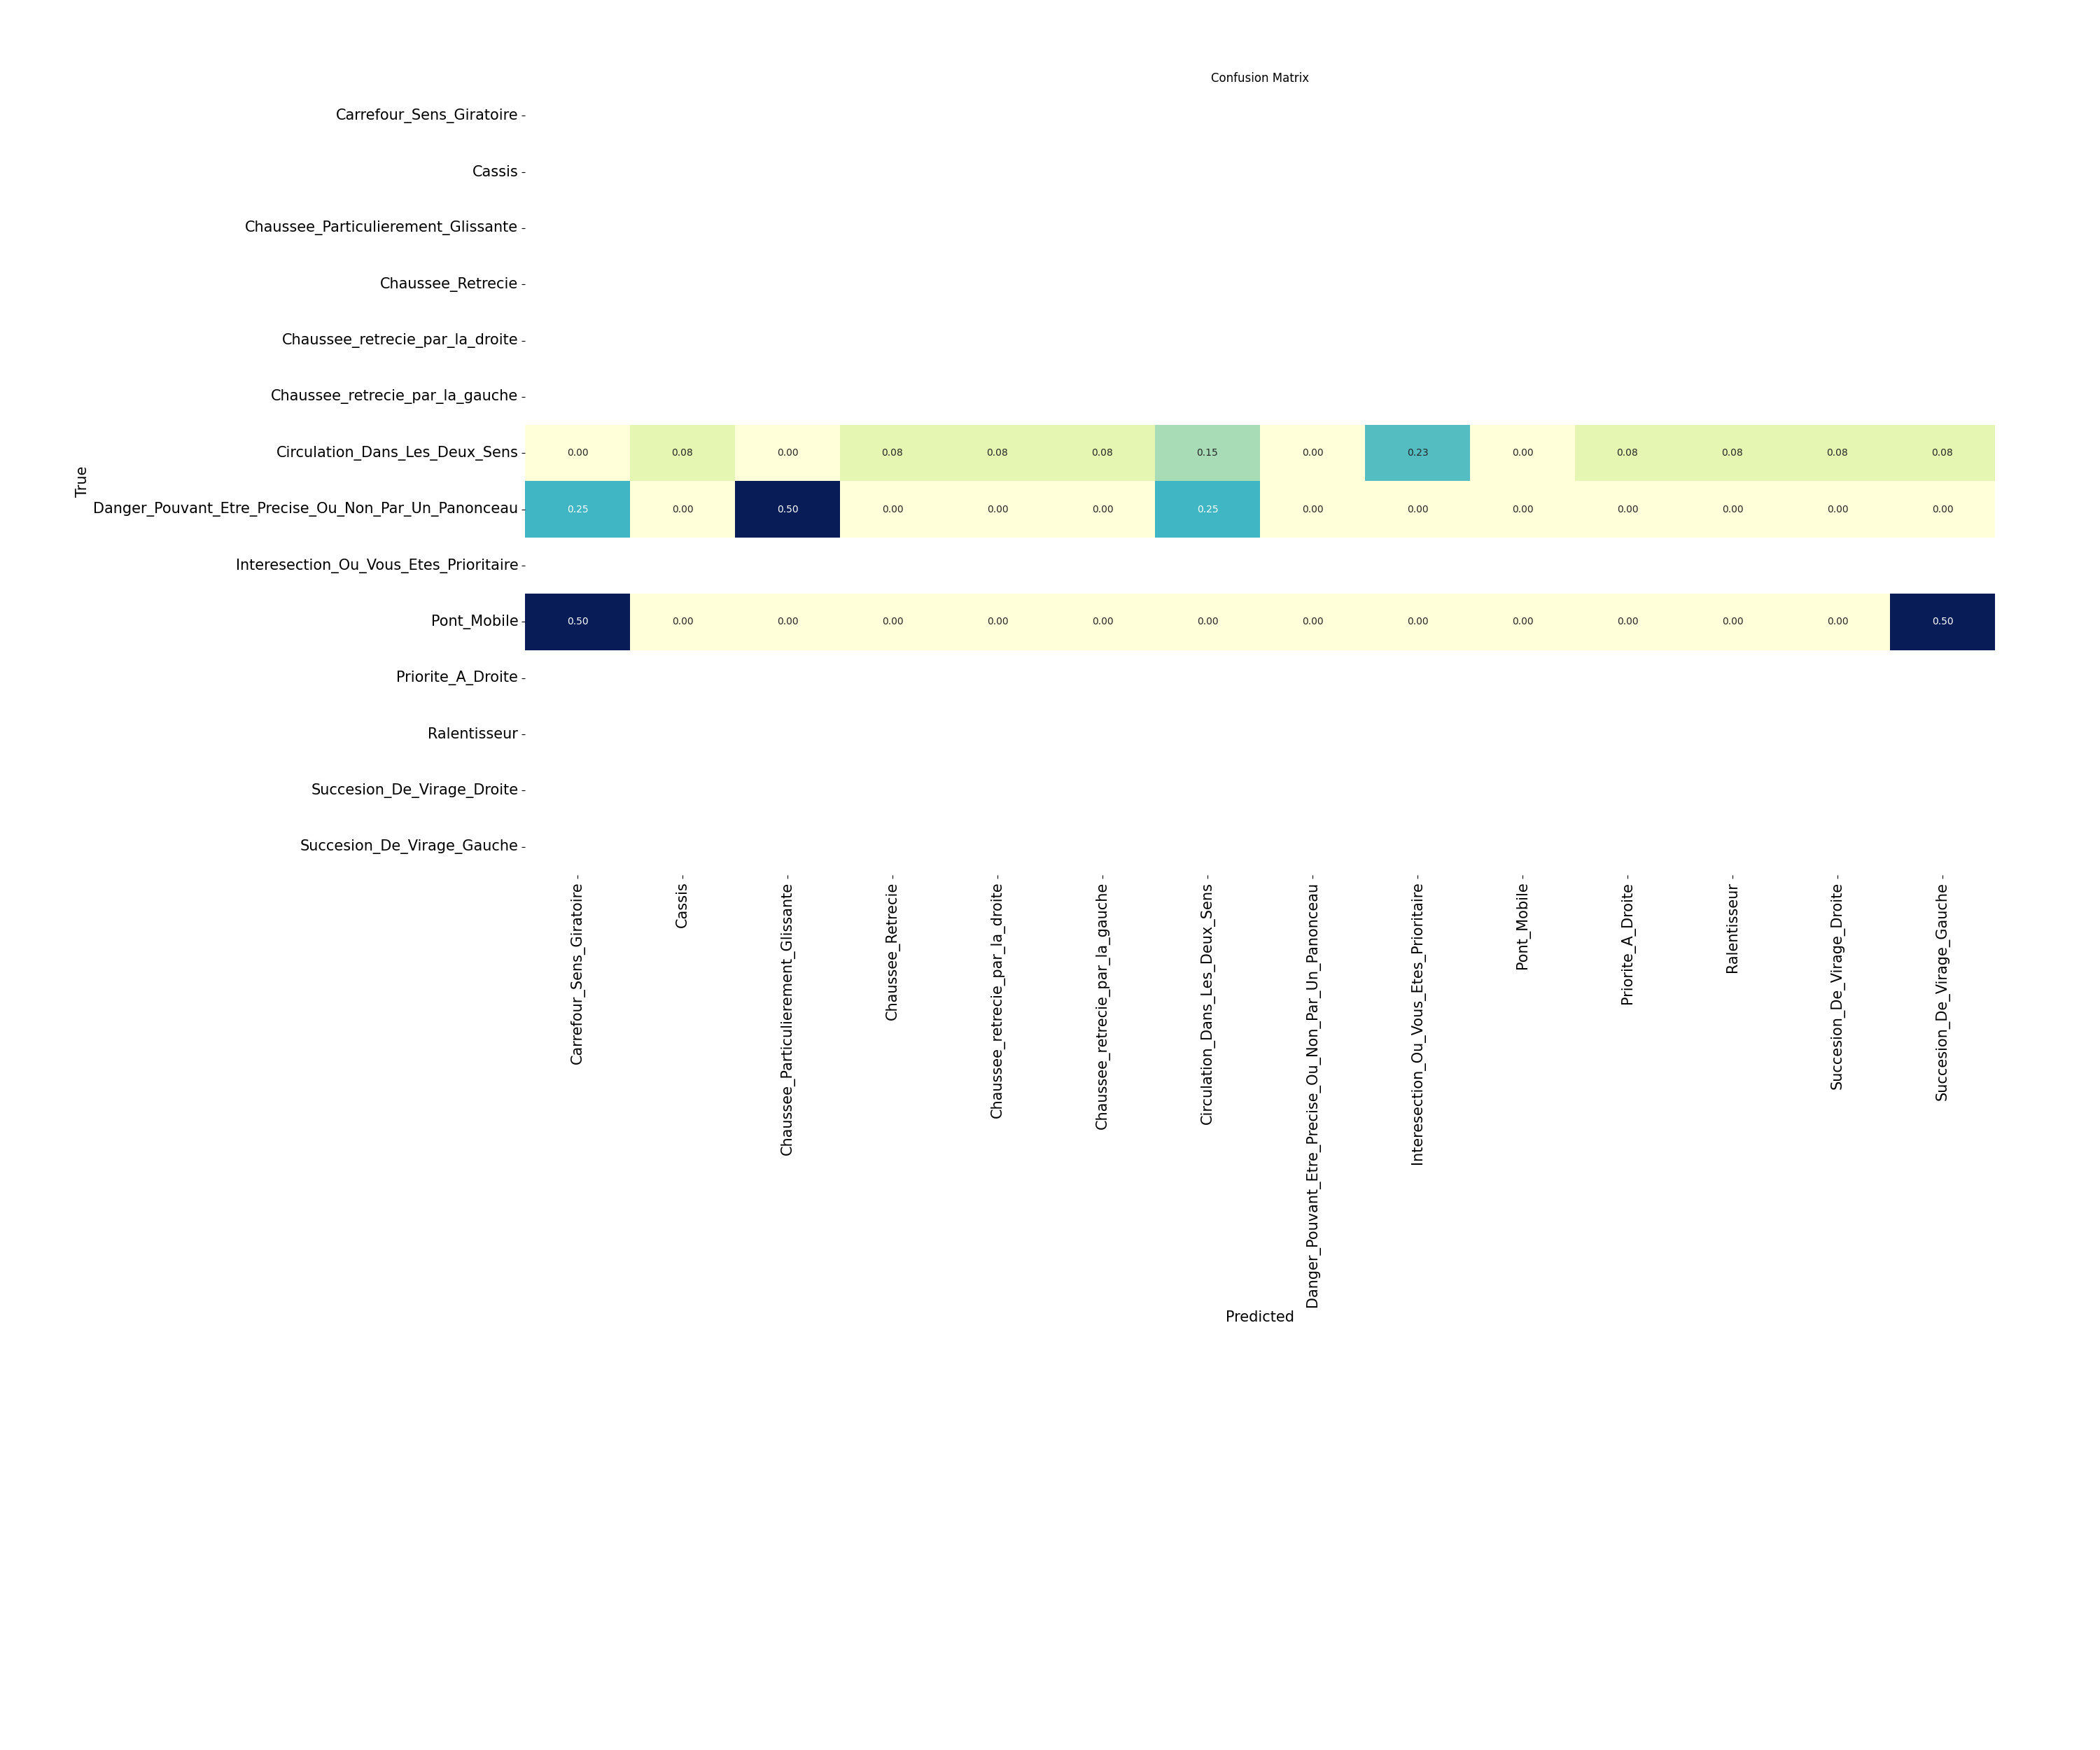 Confusion Matrix
Carrefour_Sens_Giratoire
Cassis
Chaussee_Particulierement_Glissante
Chaussee_Retrecie
Chaussee_retrecie_par_la_droite
Chaussee_retrecie_par_la_gauche
Circulation_Dans_Les_Deux_Sens 0.00 0.08 0.00 0.08 0.08 0.08 0.15 0.00 0.23 0.00 0.08 0.08 0.08 0.08
True
Danger_Pouvant_Etre_Precise_Ou_Non_Par_Un_Panonceau 0.25 0.00 0.50 0.00 0.00 0.00 0.25 0.00 0.00 0.00 0.00 0.00 0.00 0.00
Interesection_Ou_Vous_Etes_Prioritaire
Pont_Mobile 0.50 0.00 0.00 0.00 0.00 0.00 0.00 0.00 0.00 0.00 0.00 0.00 0.00 0.50
Priorite_A_Droite
Ralentisseur
Succesion_De_Virage_Droite
Succesion_De_Virage_Gauche
Carrefour_Sens_Giratoire
Cassis
Chaussee_Particulierement_Glissante
Chaussee_Retrecie
Chaussee_retrecie_par_la_droite
Chaussee_retrecie_par_la_gauche
Circulation_Dans_Les_Deux_Sens
Danger_Pouvant_Etre_Precise_Ou_Non_Par_Un_Panonceau
Interesection_Ou_Vous_Etes_Prioritaire
Pont_Mobile
Priorite_A_Droite
Ralentisseur
Succesion_De_Virage_Droite
Succesion_De_Virage_Gauche
Predicted